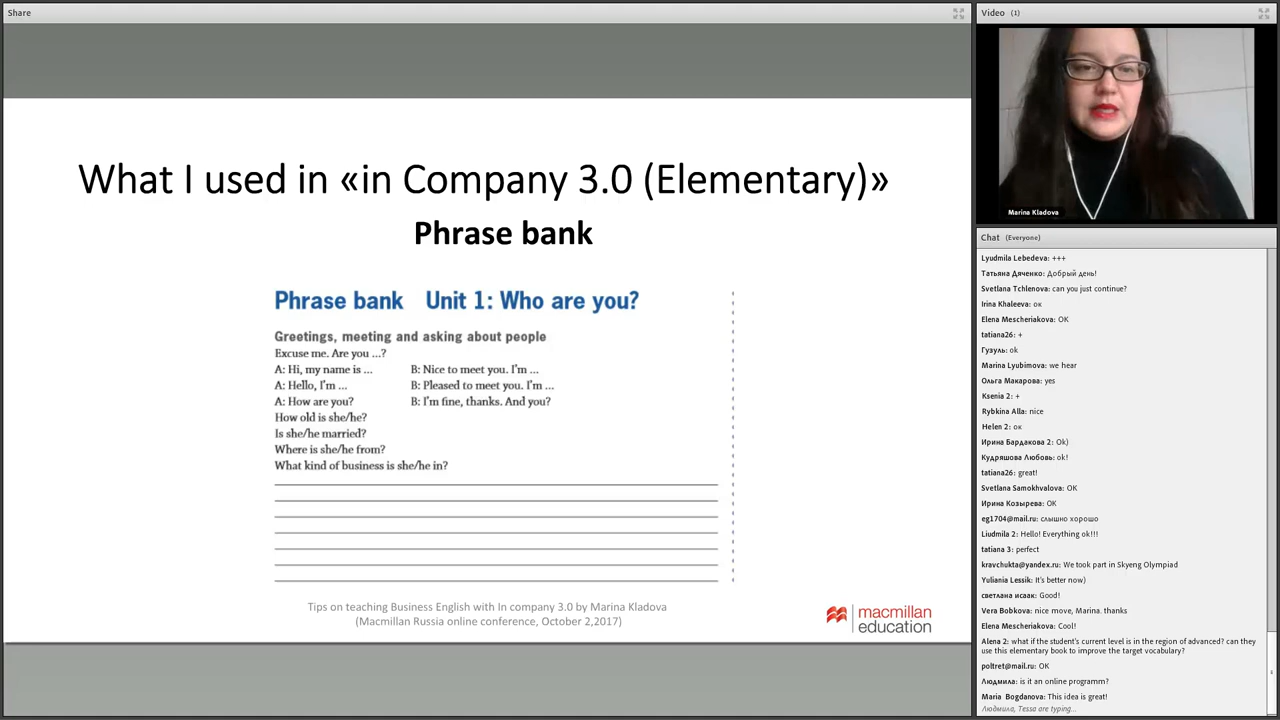 Share
What I used in «in Company 3.0 (Elementary)»
Phrase bank
Phrase bank Unit 1: Who are you?
Greetings, meeting and asking about people
Excuse me. Are you ...?
A: Hi, my name is ... B: Nice to meet you. I'm ...
A: Hello, I'm ... B: Pleased to meet you. I'm ...
A: How are you? B: I'm fine, thanks. And you?
How old is she/he?
Is she/he married?
Where is she/he from?
What kind of business is she/he in?
Tips on teaching Business English with In company 3.0 by Marina Kladova
(Macmillan Russia online conference, October 2,2017)
macmillan
education
Video (1)
Marina Kladova
Chat (Everyone)
Lyudmila Lebedeva: +++
Татьяна Дяченко: Добрый день!
Svetlana Tchlenova: can you just continue?
Irina Khaleeva: ок
Elena Mescheriakova: OK
tatiana26: +
Гузуль: ok
Marina Lyubimova: we hear
Ольга Макарова: yes
Ksenia 2: +
Rybkina Alla: nice
Helen 2: ок
Ирина Бардакова 2: Ok)
Кудряшова Любовь: ok!
tatiana26: great!
Svetlana Samokhvalova: OK
Ирина Козырева: ОК
eg1704@mail.ru: слышно хорошо
Liudmila 2: Hello! Everything ok!!!
tatiana 3: perfect
kravchukta@yandex.ru: We took part in Skyeng Olympiad
Yuliania Lessik: It's better now)
светлана исаак: Good!
Vera Bobkova: nice move, Marina. thanks
Elena Mescheriakova: Cool!
Alena 2: what if the student's current level is in the region of advanced? can they
use this elementary book to improve the target vocabulary?
poltret@mail.ru: OK
Людмила: is it an online programm?
Maria Bogdanova: This idea is great!
Людмила, Tessa are typing...